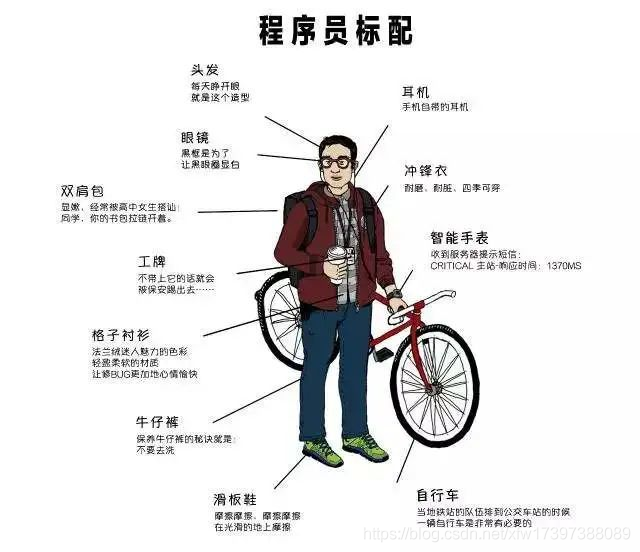 程序员标配
头发
每天睁开眼
就是这个造型
耳机
手机自带的耳机
眼镜
黑框是为了
让黑眼圈显白
冲锋衣
耐磨、耐脏、四季可穿
双肩包
显嫩，经常被高中女生搭讪：
同学，你的书包拉链开着。
智能手表
收到服务器提示短信：
CRITICAL 主站-响应时间：1370MS
工牌
不带上它的话就会
被保安踢出去……
格子衬衫
法兰绒迷人魅力的色彩
轻盈柔软的材质
让修BUG更加地心情愉快
牛仔裤
保养牛仔裤的秘诀就是：
不要去洗
滑板鞋
摩擦摩擦、摩擦摩擦
在光滑的地上摩擦
自行车
当地铁站的队伍排到公交车站的时候
一辆自行车是非常有必要的
https://blog.csdn.net/xlw17397388089